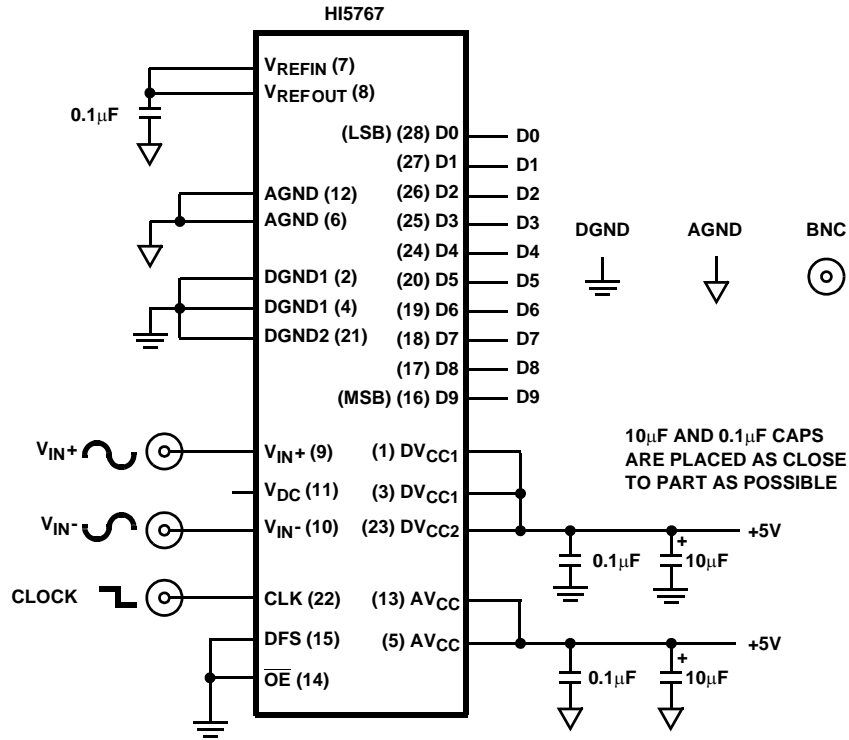 HI5767
VREFIN (7)
VREFOUT (8)
0.1μF
(LSB) (28) D0 D0
(27) D1 D1
AGND (12) (26) D2 D2
AGND (6) (25) D3 D3
(24) D4 D4
DGND1 (2) (20) D5 D5
DGND1 (4) (19) D6 D6
DGND2 (21) (18) D7 D7
(17) D8 D8
(MSB) (16) D9 D9
DGND AGND BNC
VIN+ VIN+ (9) (1) DVCC1
VDC (11) (3) DVCC1
VIN- VIN- (10) (23) DVCC2 +5V
10μF AND 0.1μF CAPS
ARE PLACED AS CLOSE
TO PART AS POSSIBLE
0.1μF + 10μF
CLOCK CLK (22) (13) AVCC
DFS (15) (5) AVCC +5V
OE (14) 0.1μF + 10μF